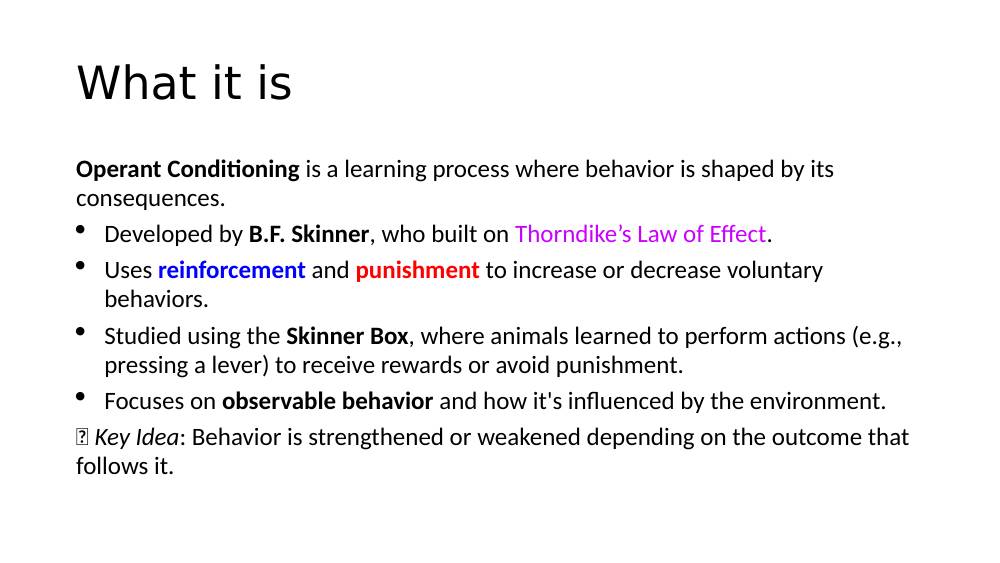 What it is
Operant Conditioning is a learning process where behavior is shaped by its
consequences.
• Developed by B.F. Skinner, who built on Thorndike’s Law of Effect.
• Uses reinforcement and punishment to increase or decrease voluntary
behaviors.
• Studied using the Skinner Box, where animals learned to perform actions (e.g.,
pressing a lever) to receive rewards or avoid punishment.
• Focuses on observable behavior and how it's influenced by the environment.
Key Idea: Behavior is strengthened or weakened depending on the outcome that
follows it.